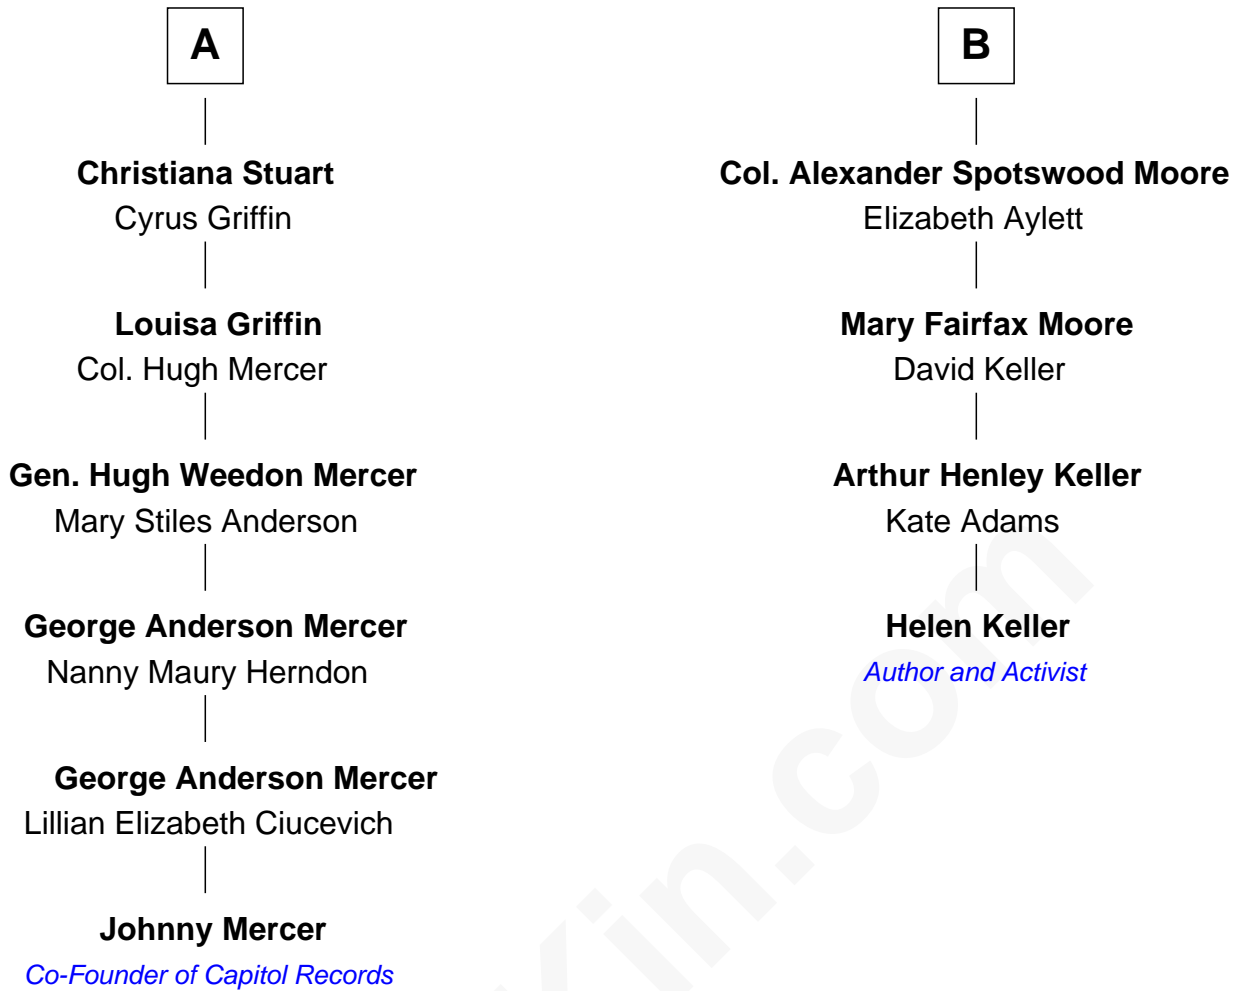 A
Christiana Stuart
Cyrus Griffin
Louisa Griffin
Col. Hugh Mercer
Gen. Hugh Weedon Mercer
Mary Stiles Anderson
George Anderson Mercer
Nanny Maury Herndon
George Anderson Mercer
Lillian Elizabeth Ciucevich
Johnny Mercer
Co-Founder of Capitol Records
B
Col. Alexander Spotswood Moore
Elizabeth Aylett
Mary Fairfax Moore
David Keller
Arthur Henley Keller
Kate Adams
Helen Keller
Author and Activist
Kin.com